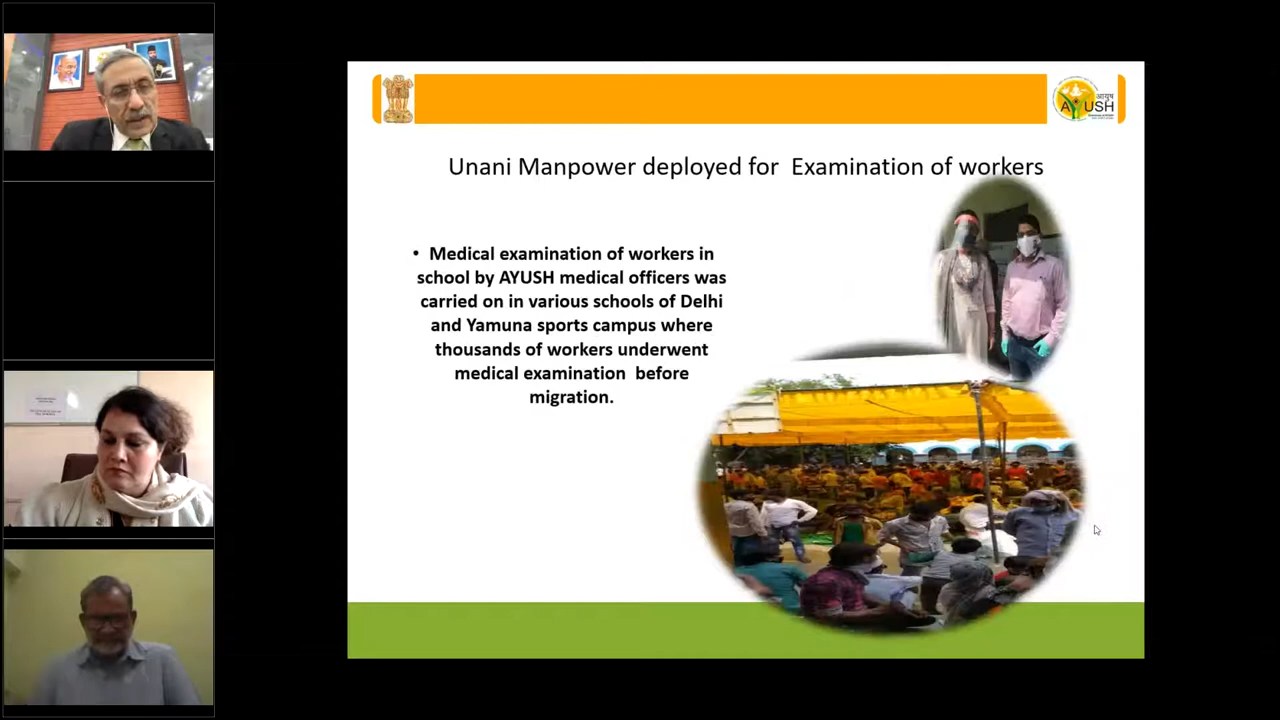 Unani Manpower deployed for Examination of workers
• Medical examination of workers in
school by AYUSH medical officers was
carried on in various schools of Delhi
and Yamuna sports campus where
thousands of workers underwent
medical examination before
migration.
आयुष
AYUSH